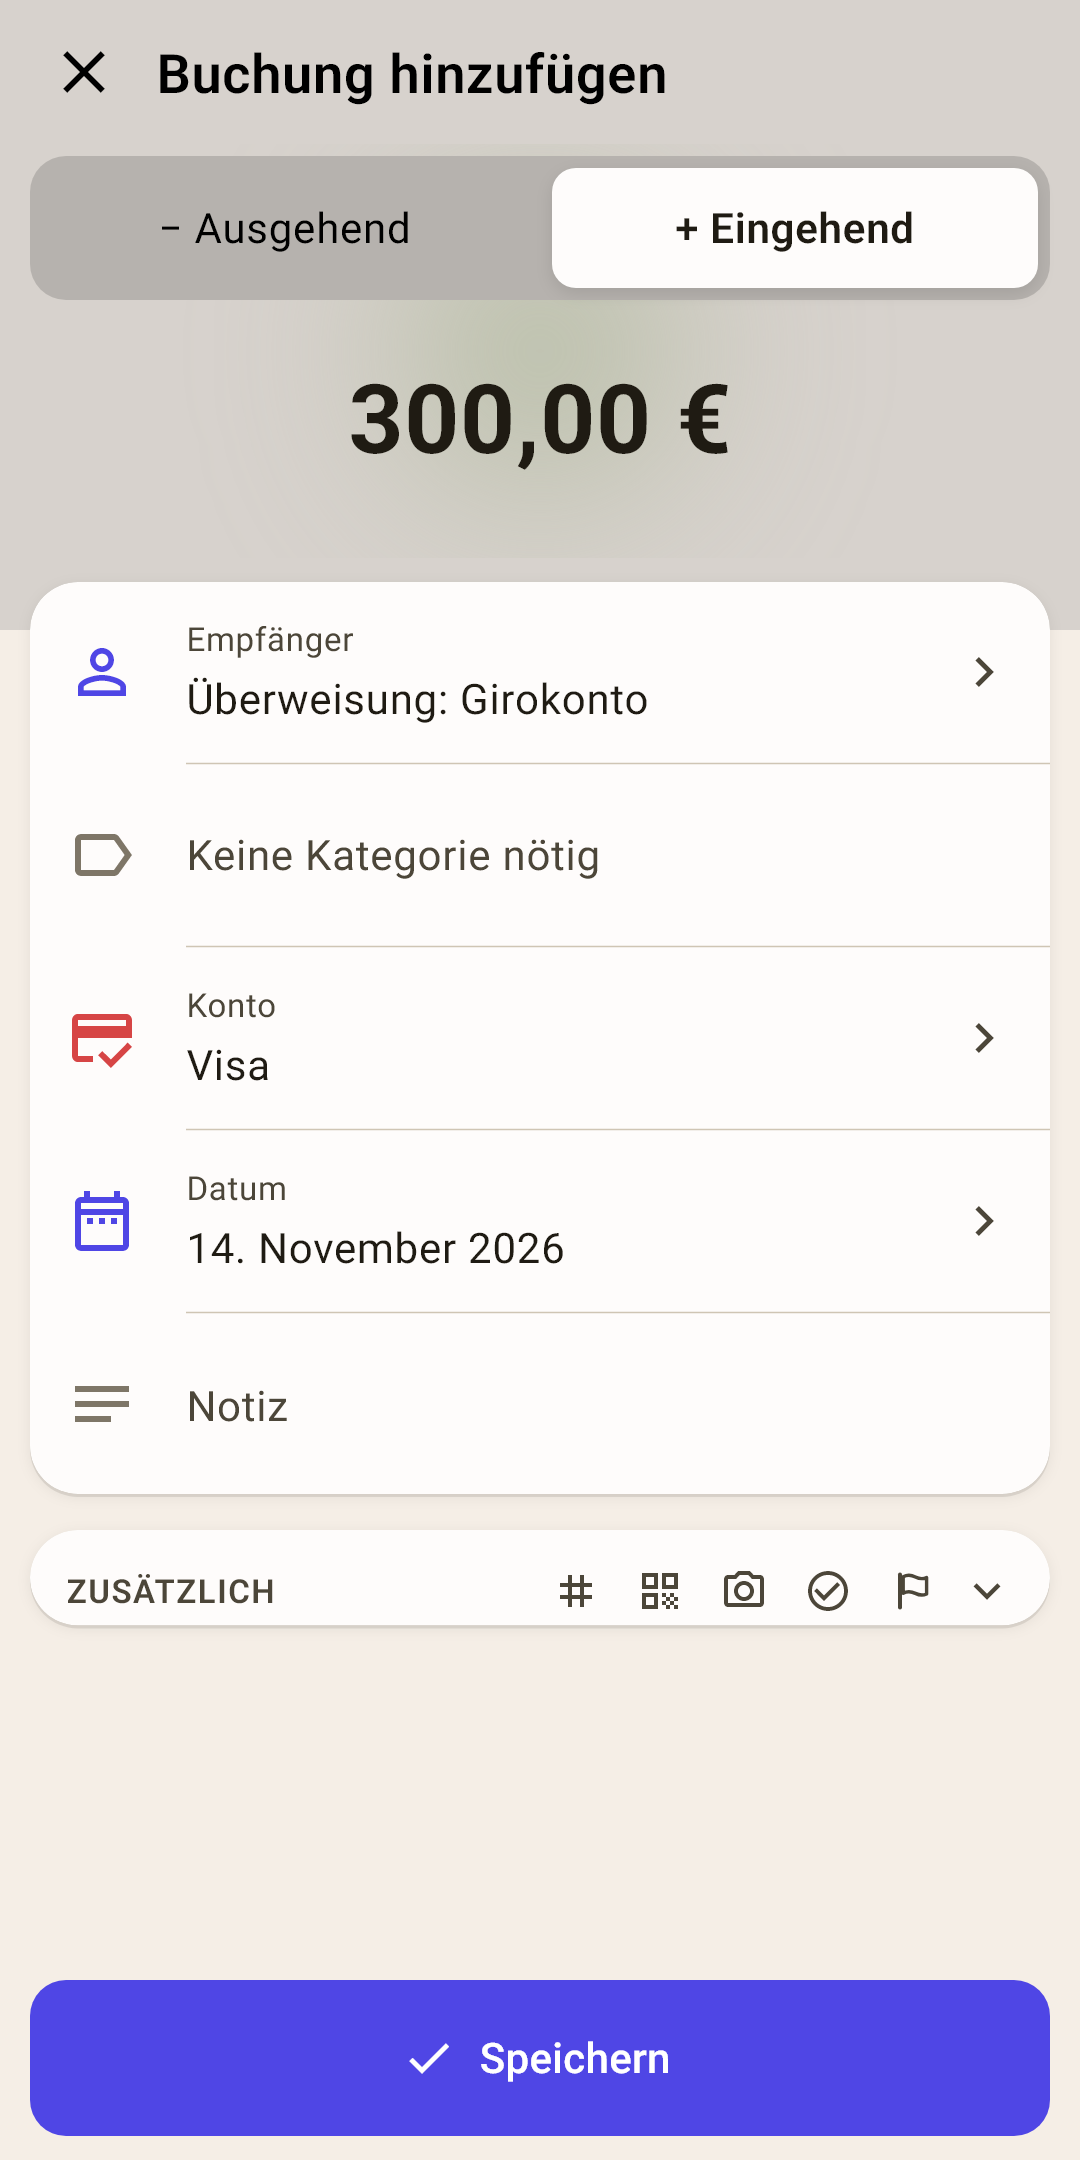 Buchung hinzufügen
− Ausgehend
+ Eingehend
300,00 €
Empfänger
Überweisung: Girokonto
Keine Kategorie nötig
Konto
Visa
Datum
14. November 2026
Notiz
ZUSÄTZLICH
Speichern